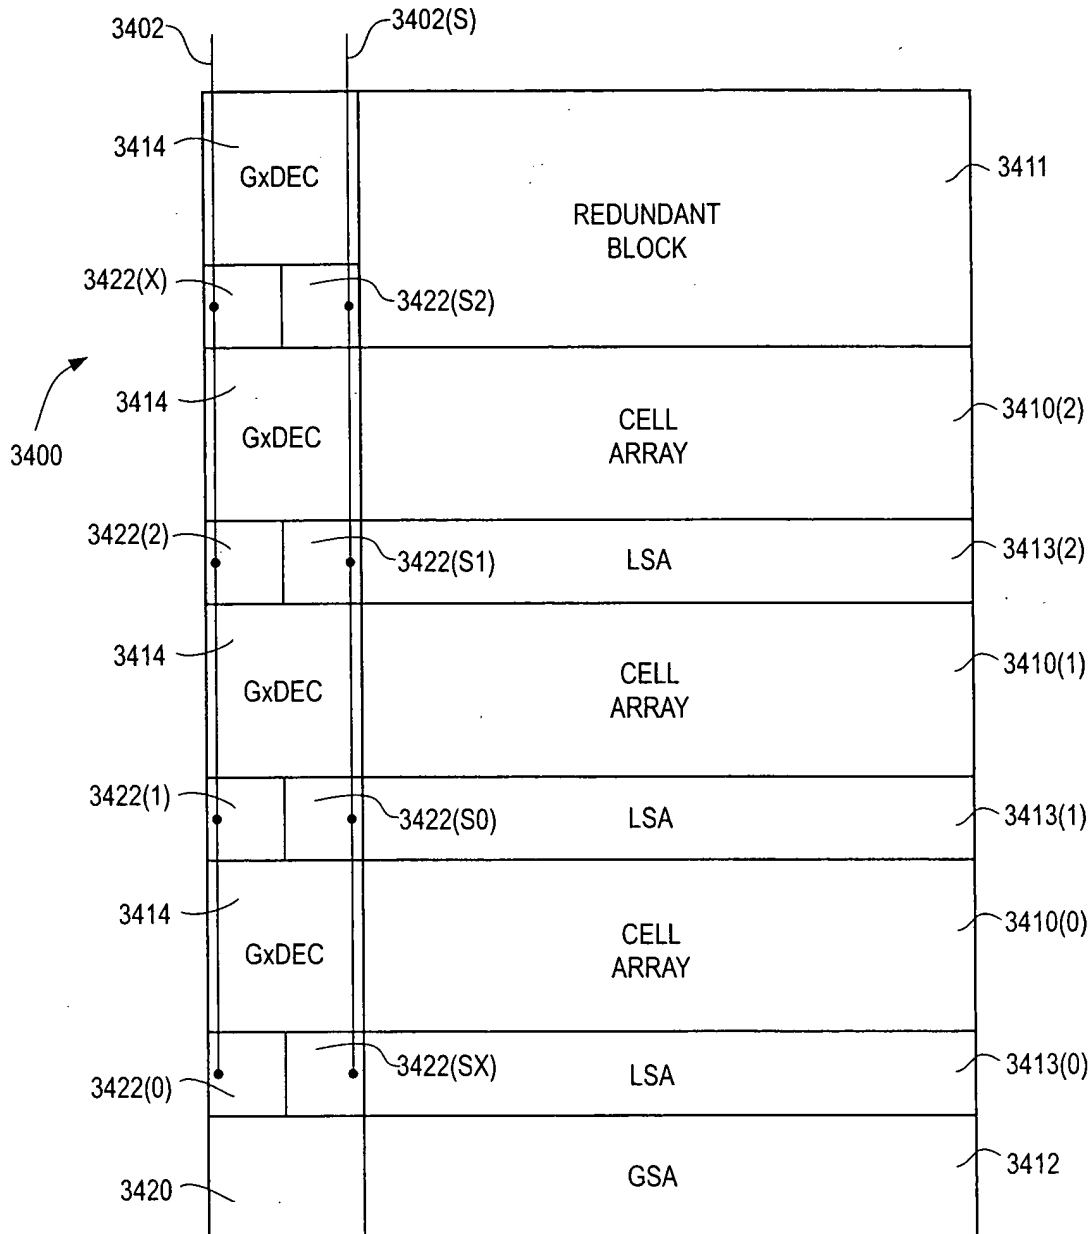 3402
3402(S)
3414
GxDEC
3411
REDUNDANT
BLOCK
3422(X)
3422(S2)
3400
3414
GxDEC
CELL
ARRAY
3410(2)
3422(2)
3422(S1)
LSA
3413(2)
3414
GxDEC
CELL
ARRAY
3410(1)
3422(1)
3422(S0)
LSA
3413(1)
3414
GxDEC
CELL
ARRAY
3410(0)
3422(0)
3422(SX)
LSA
3413(0)
3420
GSA
3412